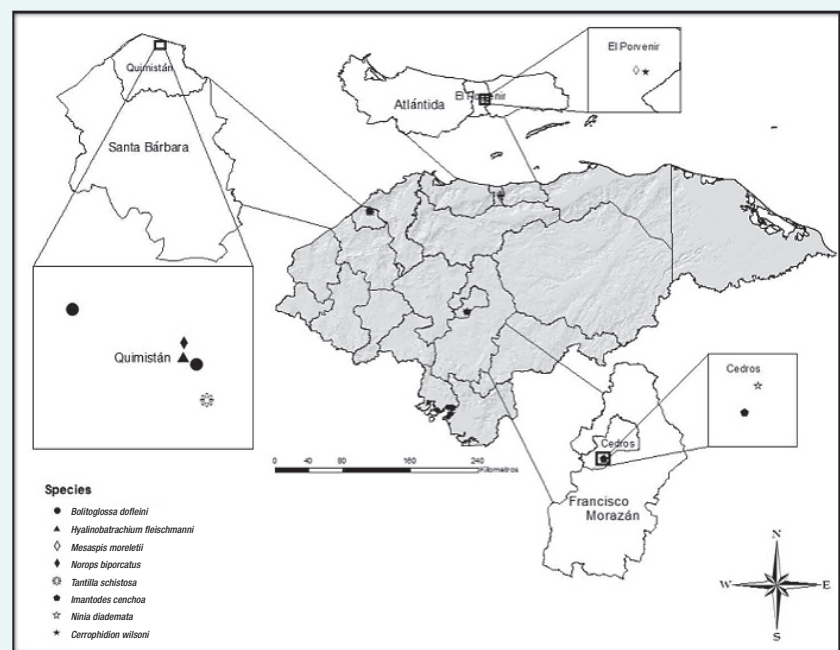 Quimistán
Santa Bárbara
Atlántida
El Porvenir
El Porvenir
Quimistán
Cedros
Cedros
Francisco
Morazán
0 40 80 160 240
Kilometros
Species
Bolitoglossa dofleini
Hyalinobatrachium fleischmanni
Mesaspis moreletii
Norops biporcatus
Tantilla schistosa
Imantodes cenchoa
Ninia diademata
Cerrophidion wilsoni
N
W E
S